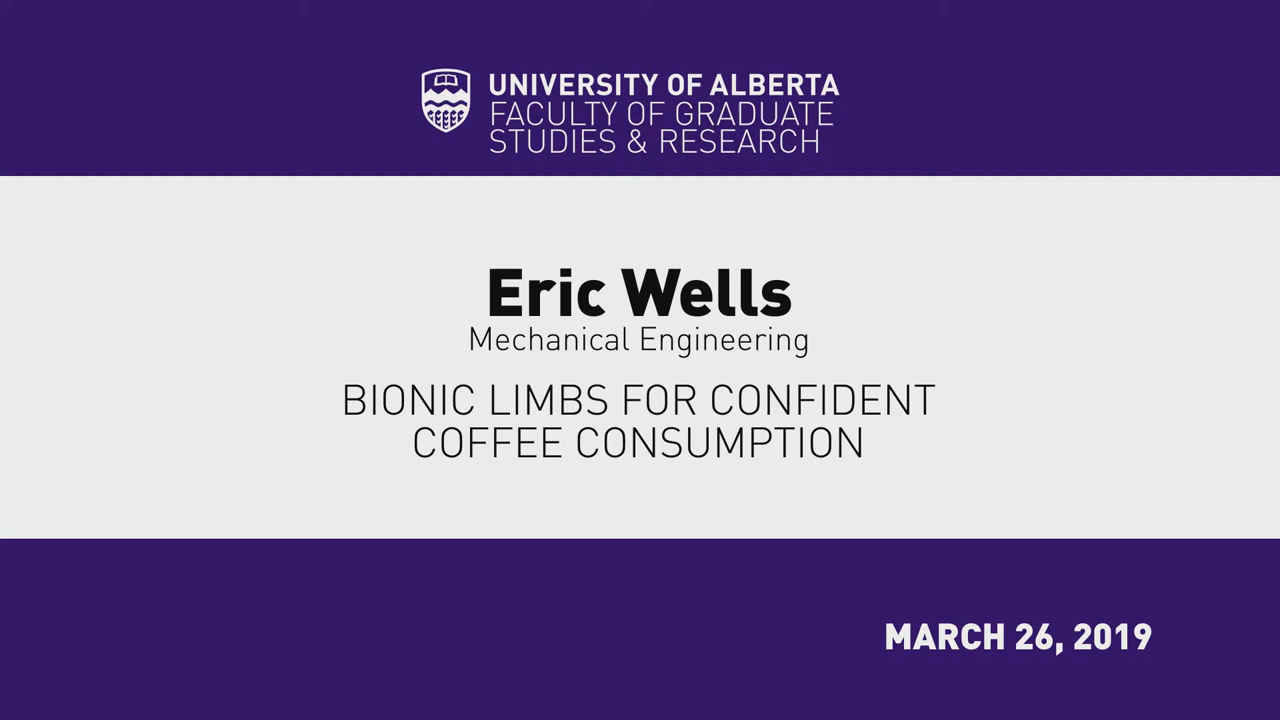 UNIVERSITY OF ALBERTA
FACULTY OF GRADUATE
STUDIES & RESEARCH
Eric Wells
Mechanical Engineering
BIONIC LIMBS FOR CONFIDENT
COFFEE CONSUMPTION
MARCH 26, 2019